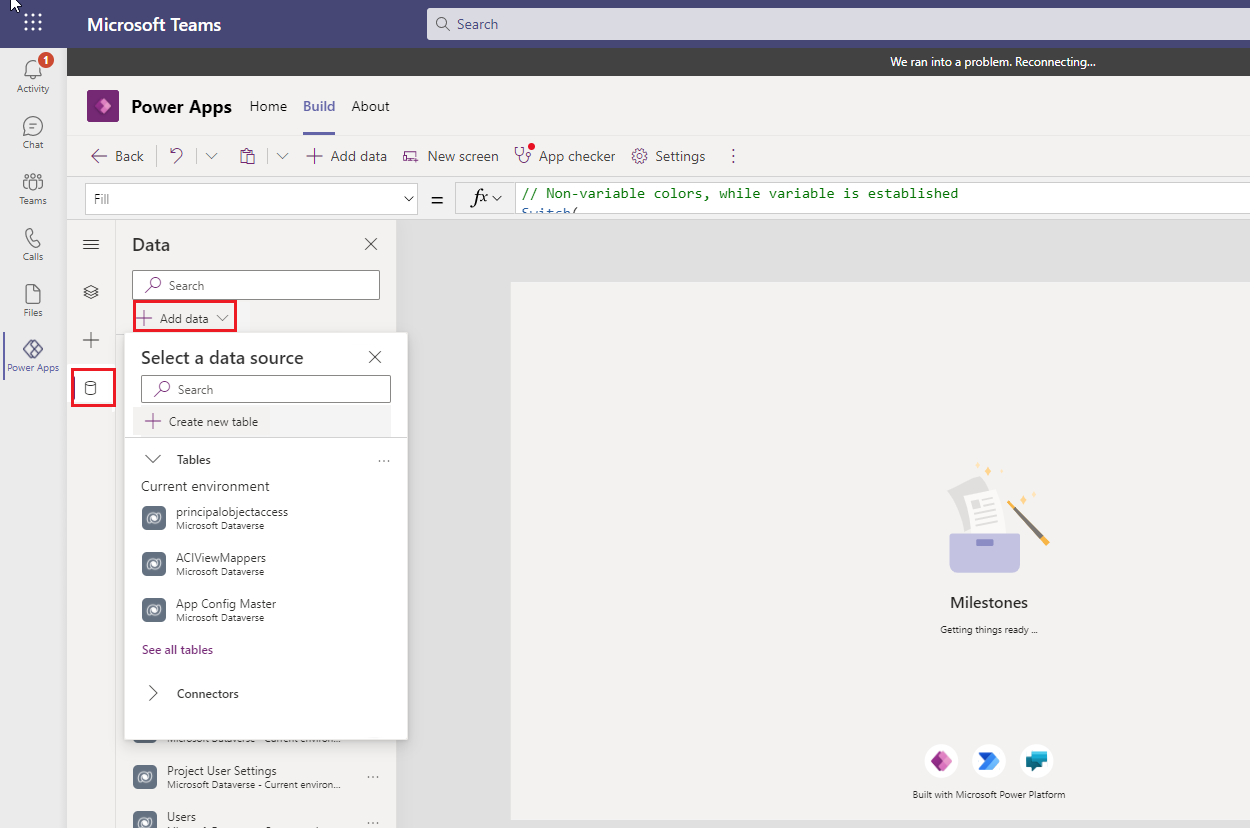 Microsoft Teams
Search
We ran into a problem. Reconnecting...
1
Activity
Chat
Teams
Calls
Files
Power Apps
Power Apps
Home
Build
About
Back
Add data
New screen
App checker
Settings
Fill
=
fx
// Non-variable colors, while variable is established
Switch(
Data
Search
Add data
Select a data source
Search
Create new table
Tables
Current environment
principalobjectaccess
Microsoft Dataverse
ACIViewMappers
Microsoft Dataverse
App Config Master
Microsoft Dataverse
See all tables
Connectors
Microsoft Dataverse - Current environ...
Project User Settings
Microsoft Dataverse - Current environ...
Users
Microsoft Dataverse - Current environ...
Milestones
Getting things ready ...
Built with Microsoft Power Platform